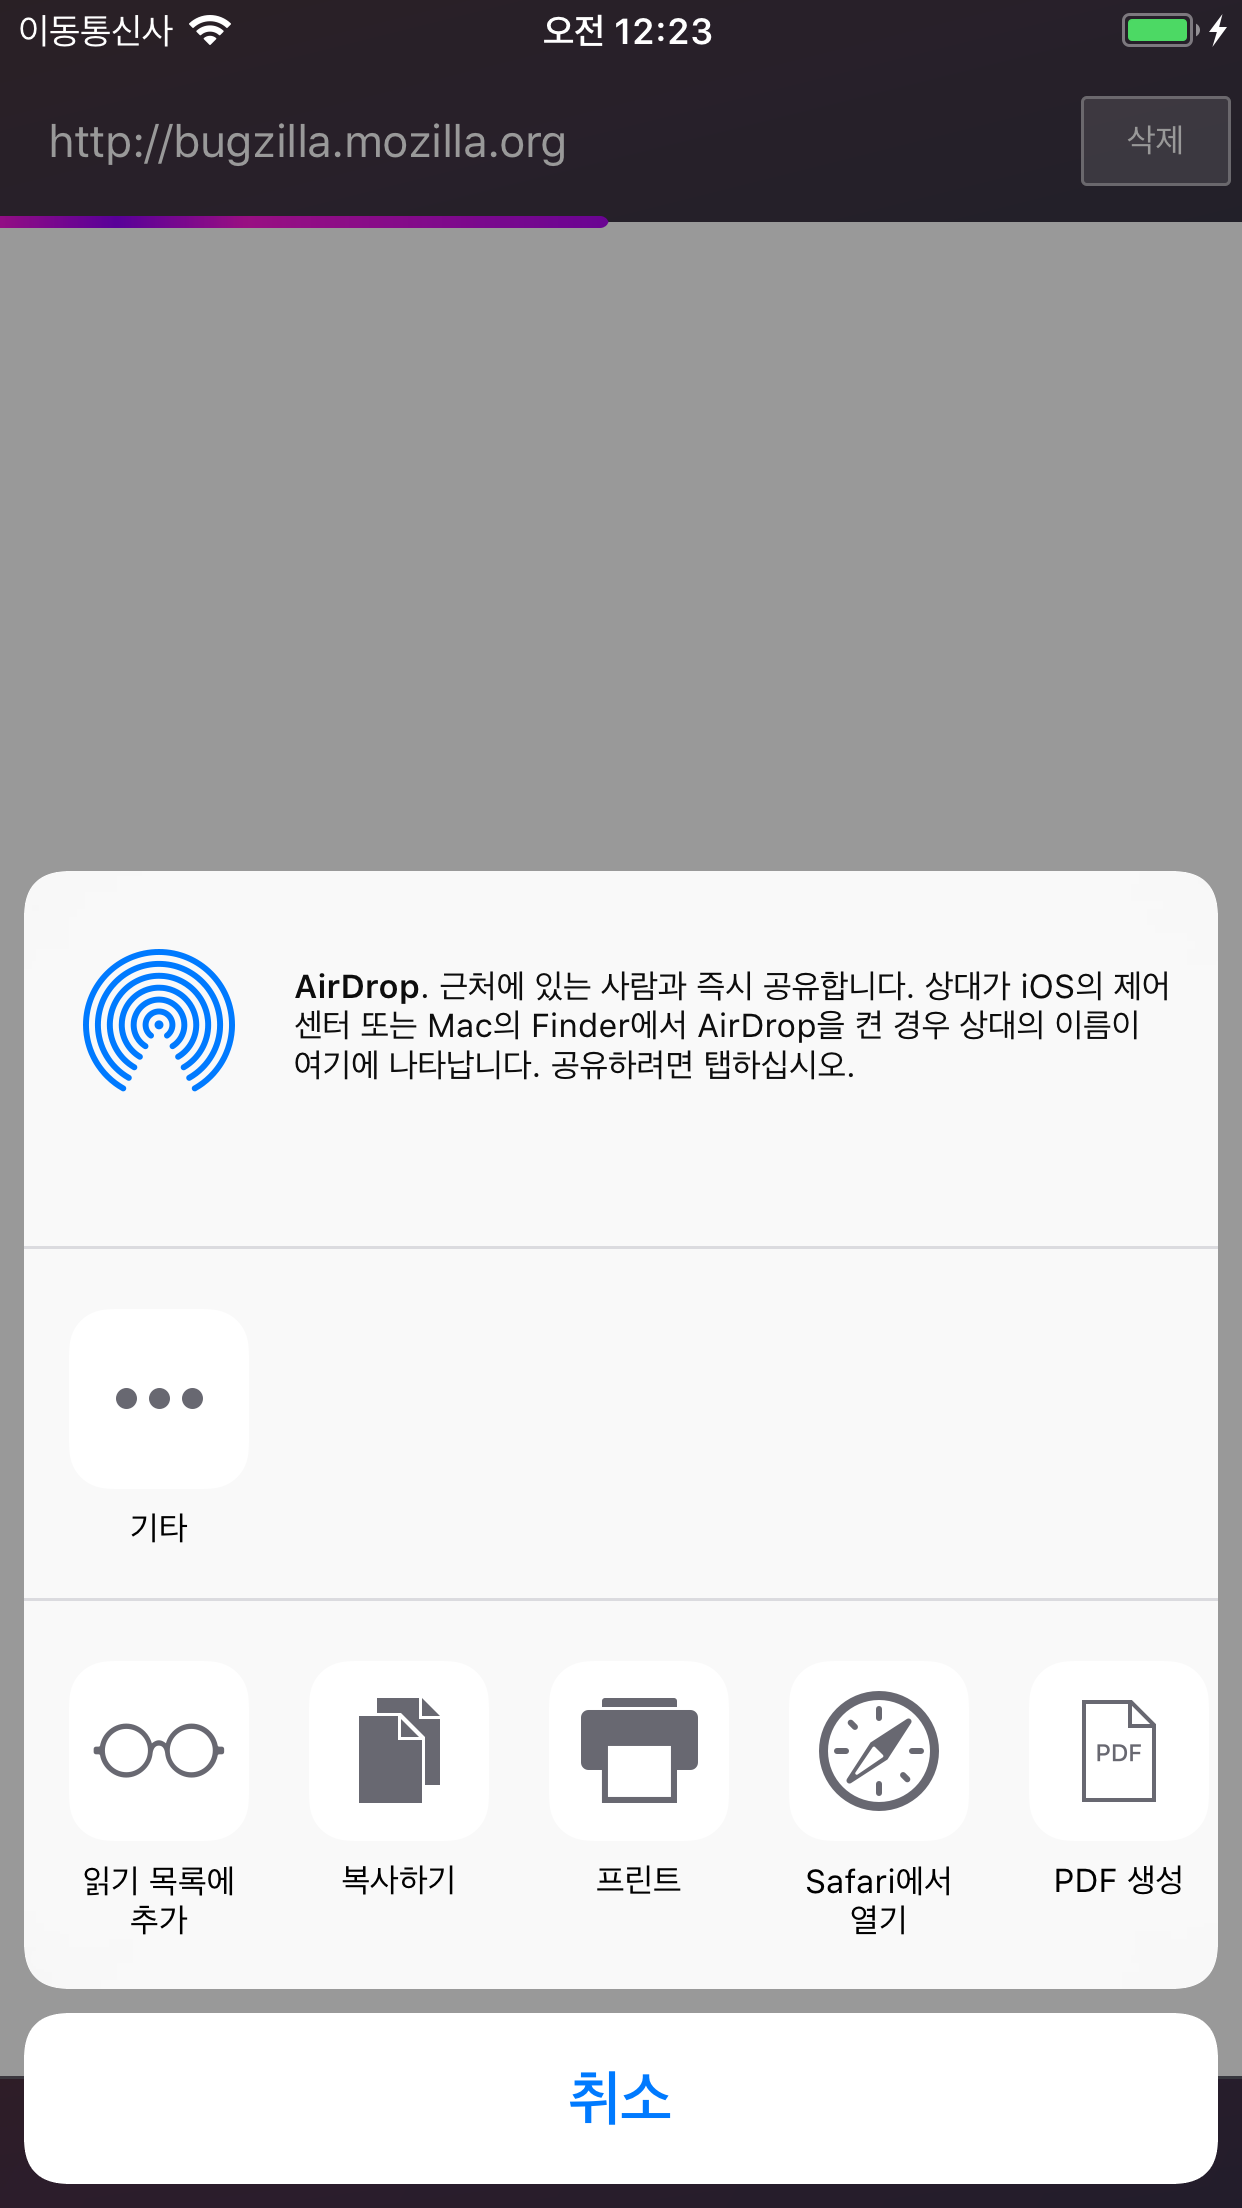 이동통신사
오전 12:23
http://bugzilla.mozilla.org
삭제
AirDrop. 근처에 있는 사람과 즉시 공유합니다. 상대가 iOS의 제어
센터 또는 Mac의 Finder에서 AirDrop을 켠 경우 상대의 이름이
여기에 나타납니다. 공유하려면 탭하십시오.
기타
읽기 목록에
추가
복사하기
프린트
Safari에서
열기
PDF
PDF 생성
취소